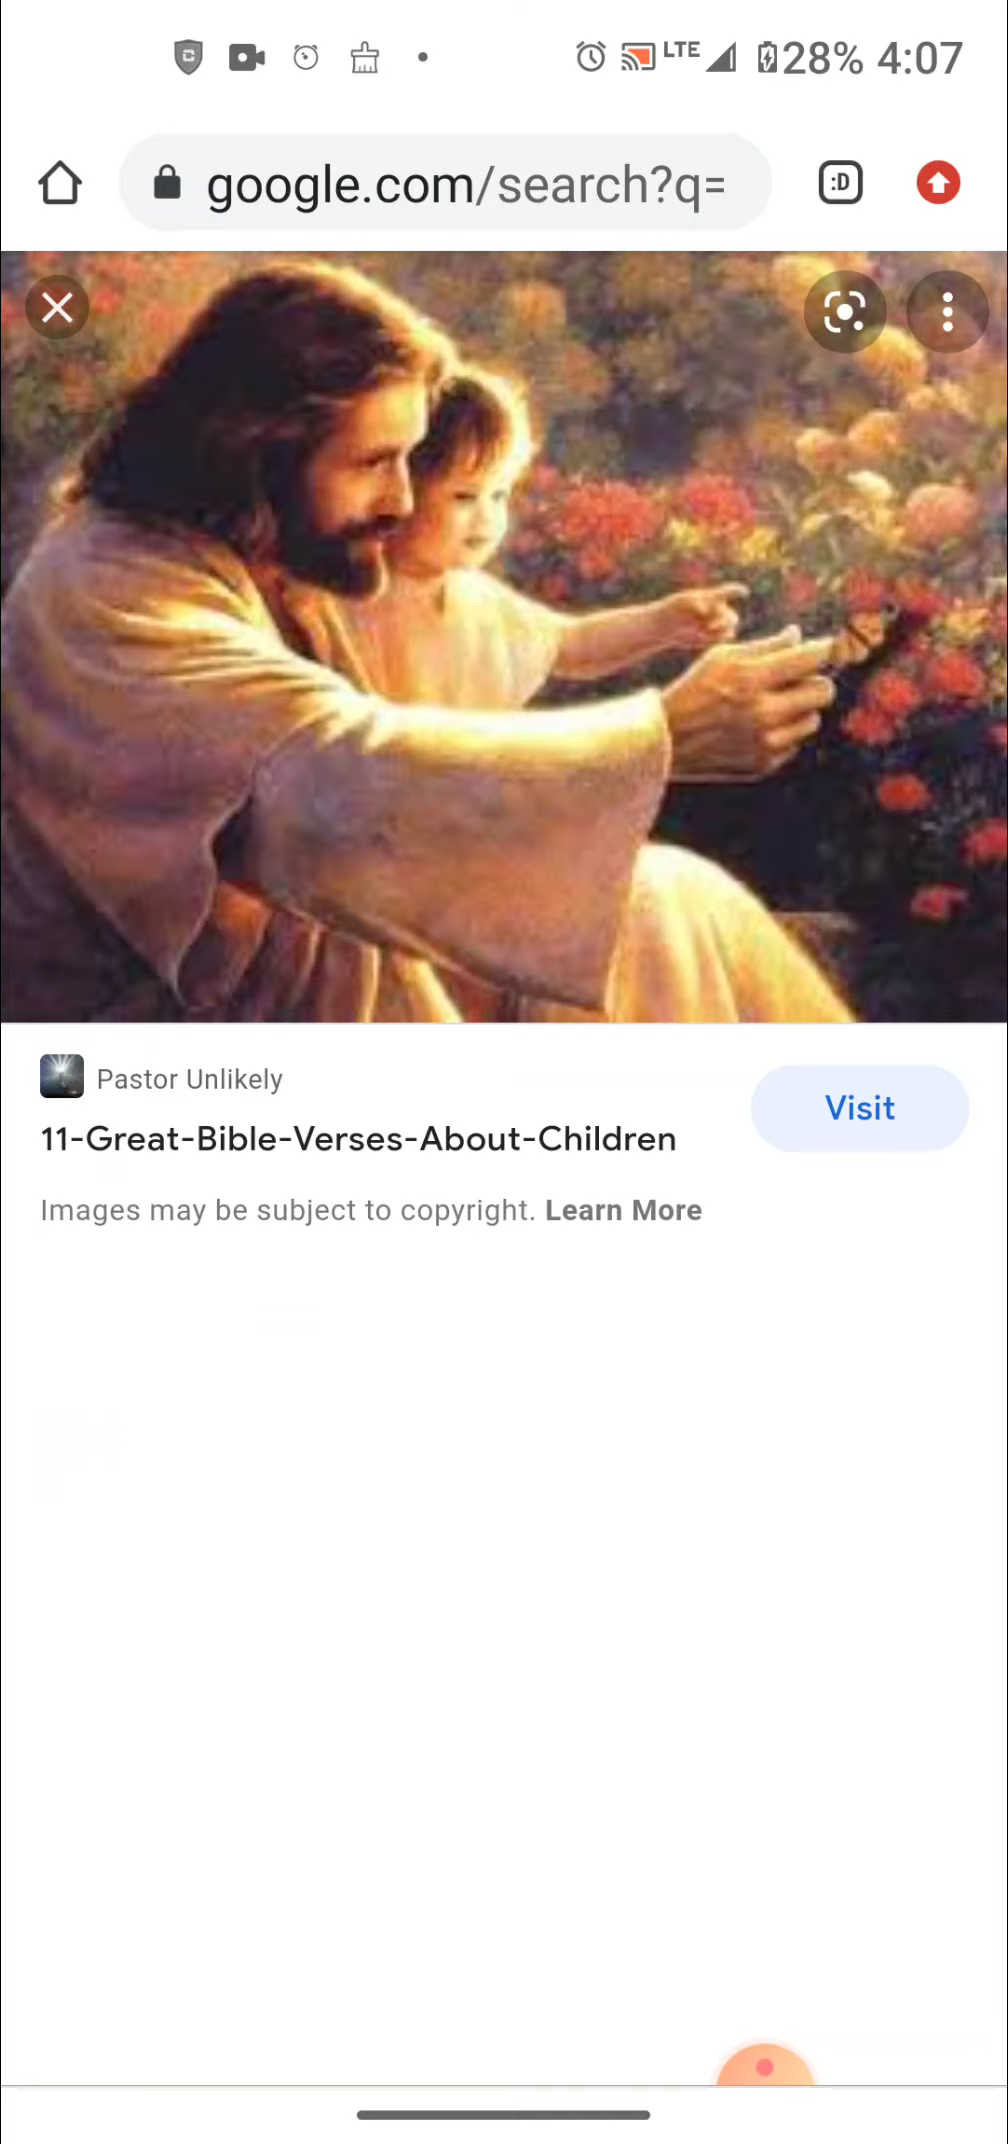 LTE 28% 4:07
google.com/search?q= :D
Pastor Unlikely
11-Great-Bible-Verses-About-Children
Visit
Images may be subject to copyright. Learn More